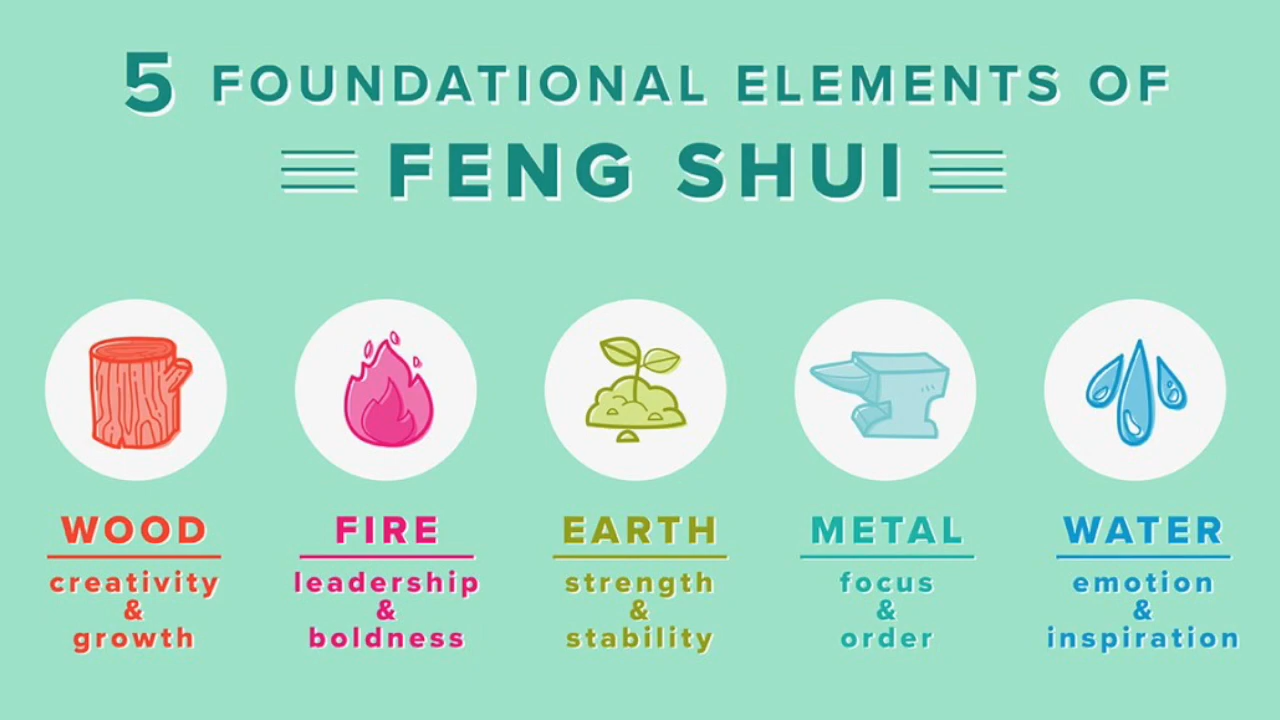 5 FOUNDATIONAL ELEMENTS OF
FENG SHUI
WOOD
creativity
&
growth
FIRE
leadership
&
boldness
EARTH
strength
&
stability
METAL
focus
&
order
WATER
emotion
&
inspiration